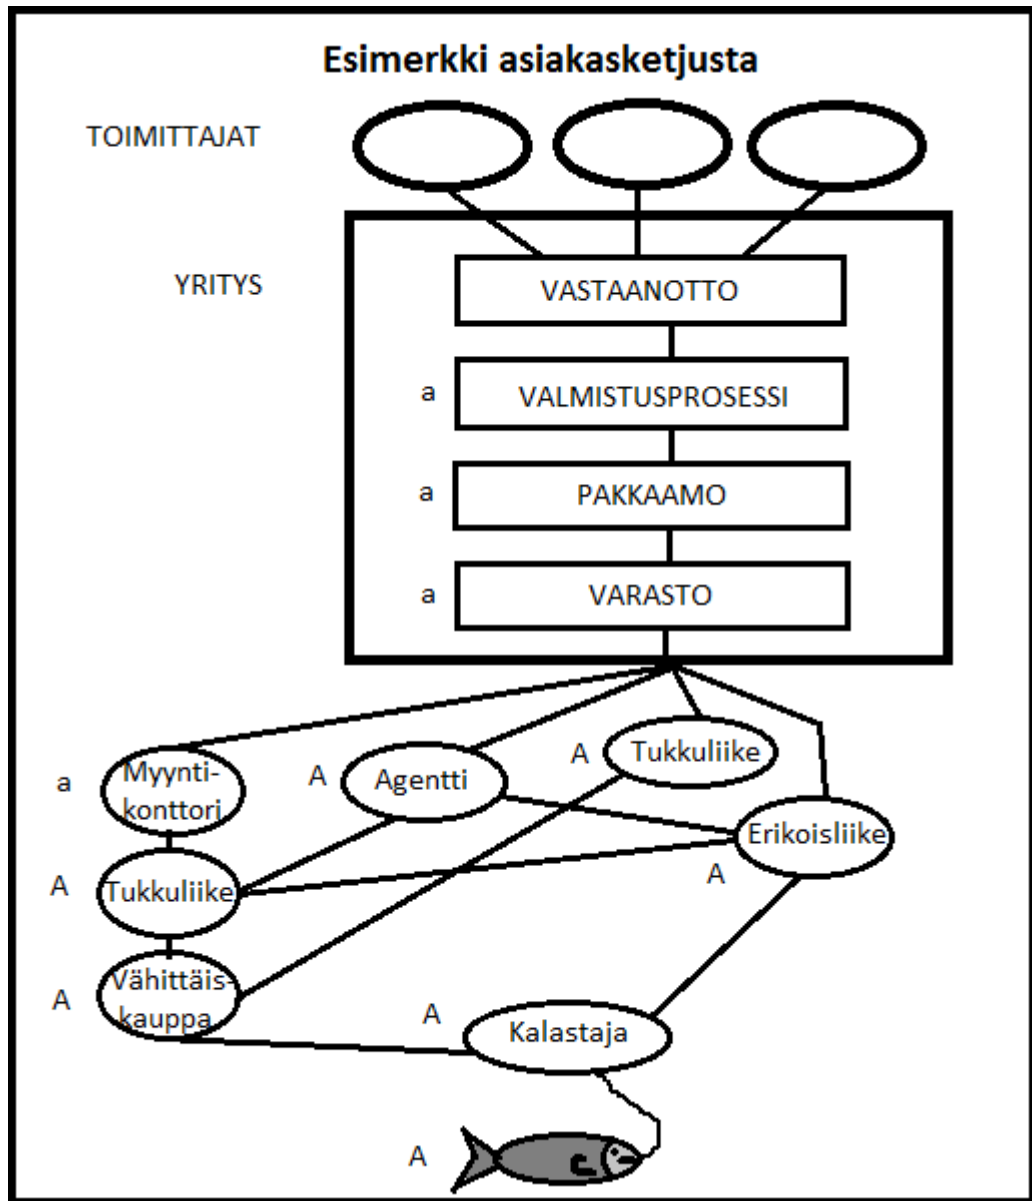 Esimerkki asiakasketjusta
TOIMITTAJAT
YRITYS
VASTAANOTTO
a
VALMISTUSPROSESSI
a
PAKKAAMO
a
VARASTO
a
Myynti-
konttori
A
Agentti
A
Tukkuliike
Erikoisliike
A
A
Tukkuliike
A
Vähittäis-
kauppa
A
Kalastaja
A